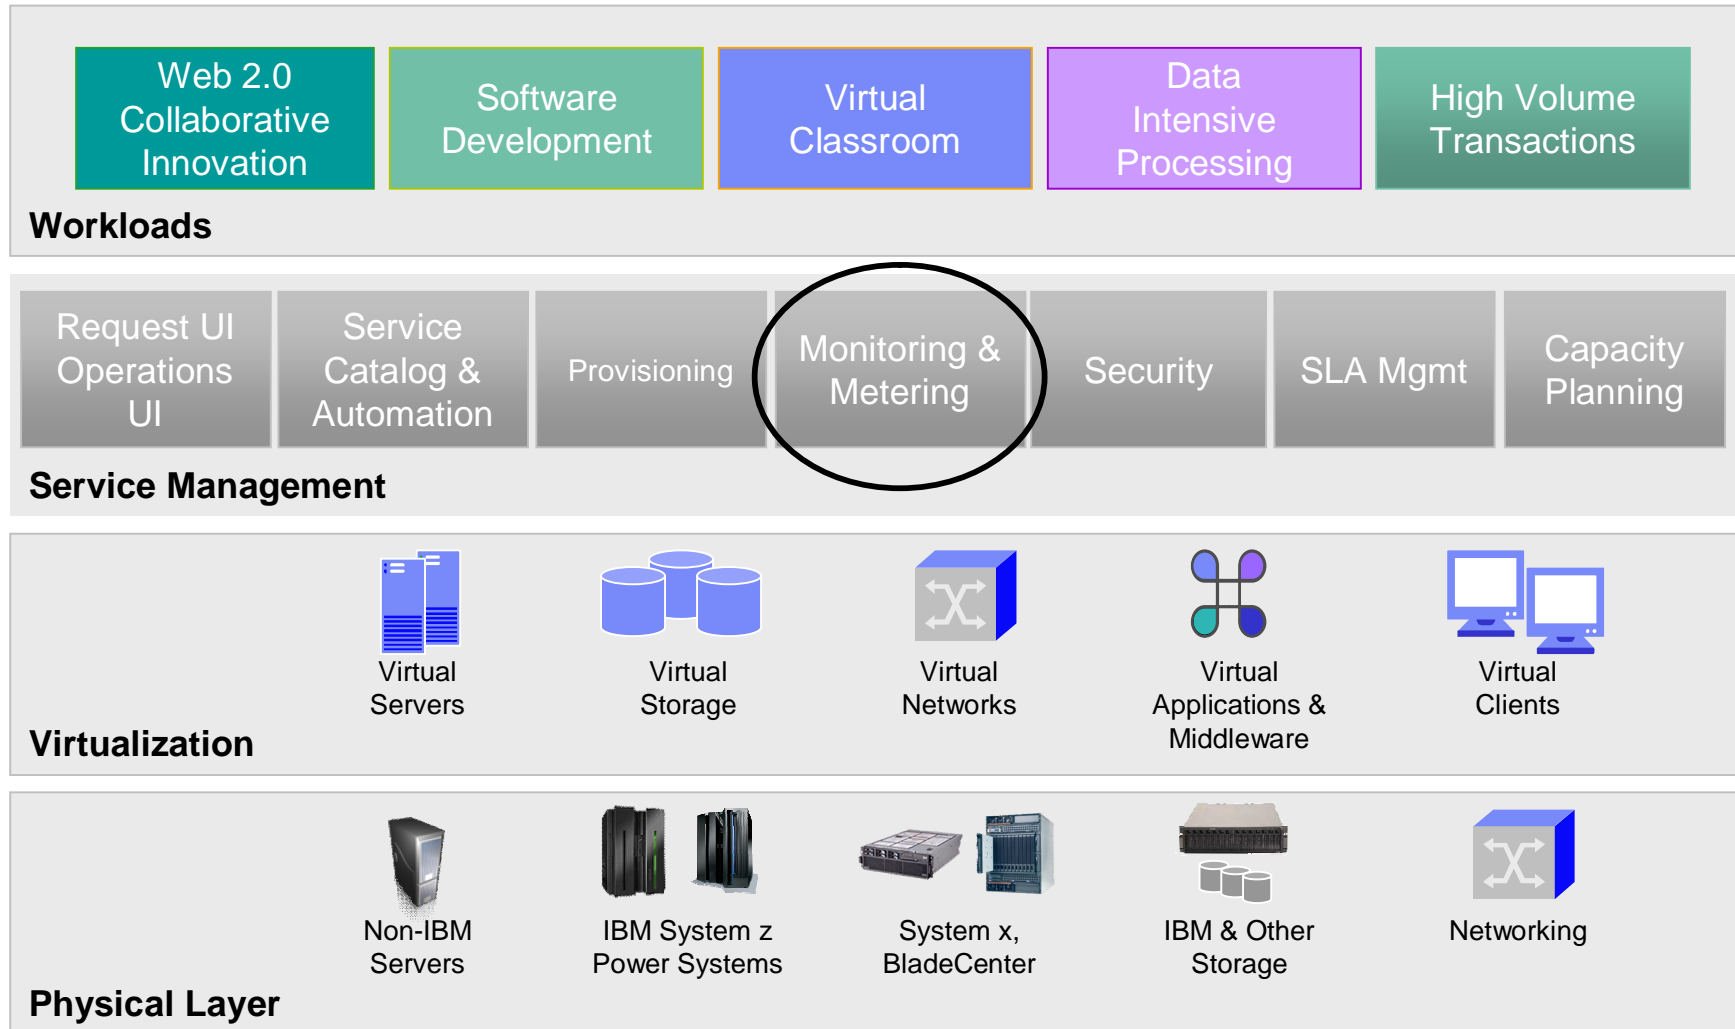 Web 2.0
Collaborative
Innovation
Software
Development
Virtual
Classroom
Data
Intensive
Processing
High Volume
Transactions
Workloads
Request UI
Operations
UI
Service
Catalog &
Automation
Provisioning
Monitoring &
Metering
Security
SLA Mgmt
Capacity
Planning
Service Management
Virtual
Servers
Virtual
Storage
Virtual
Networks
Virtual
Applications &
Middleware
Virtual
Clients
Virtualization
Non-IBM
Servers
IBM System z
Power Systems
System x,
BladeCenter
IBM & Other
Storage
Networking
Physical Layer